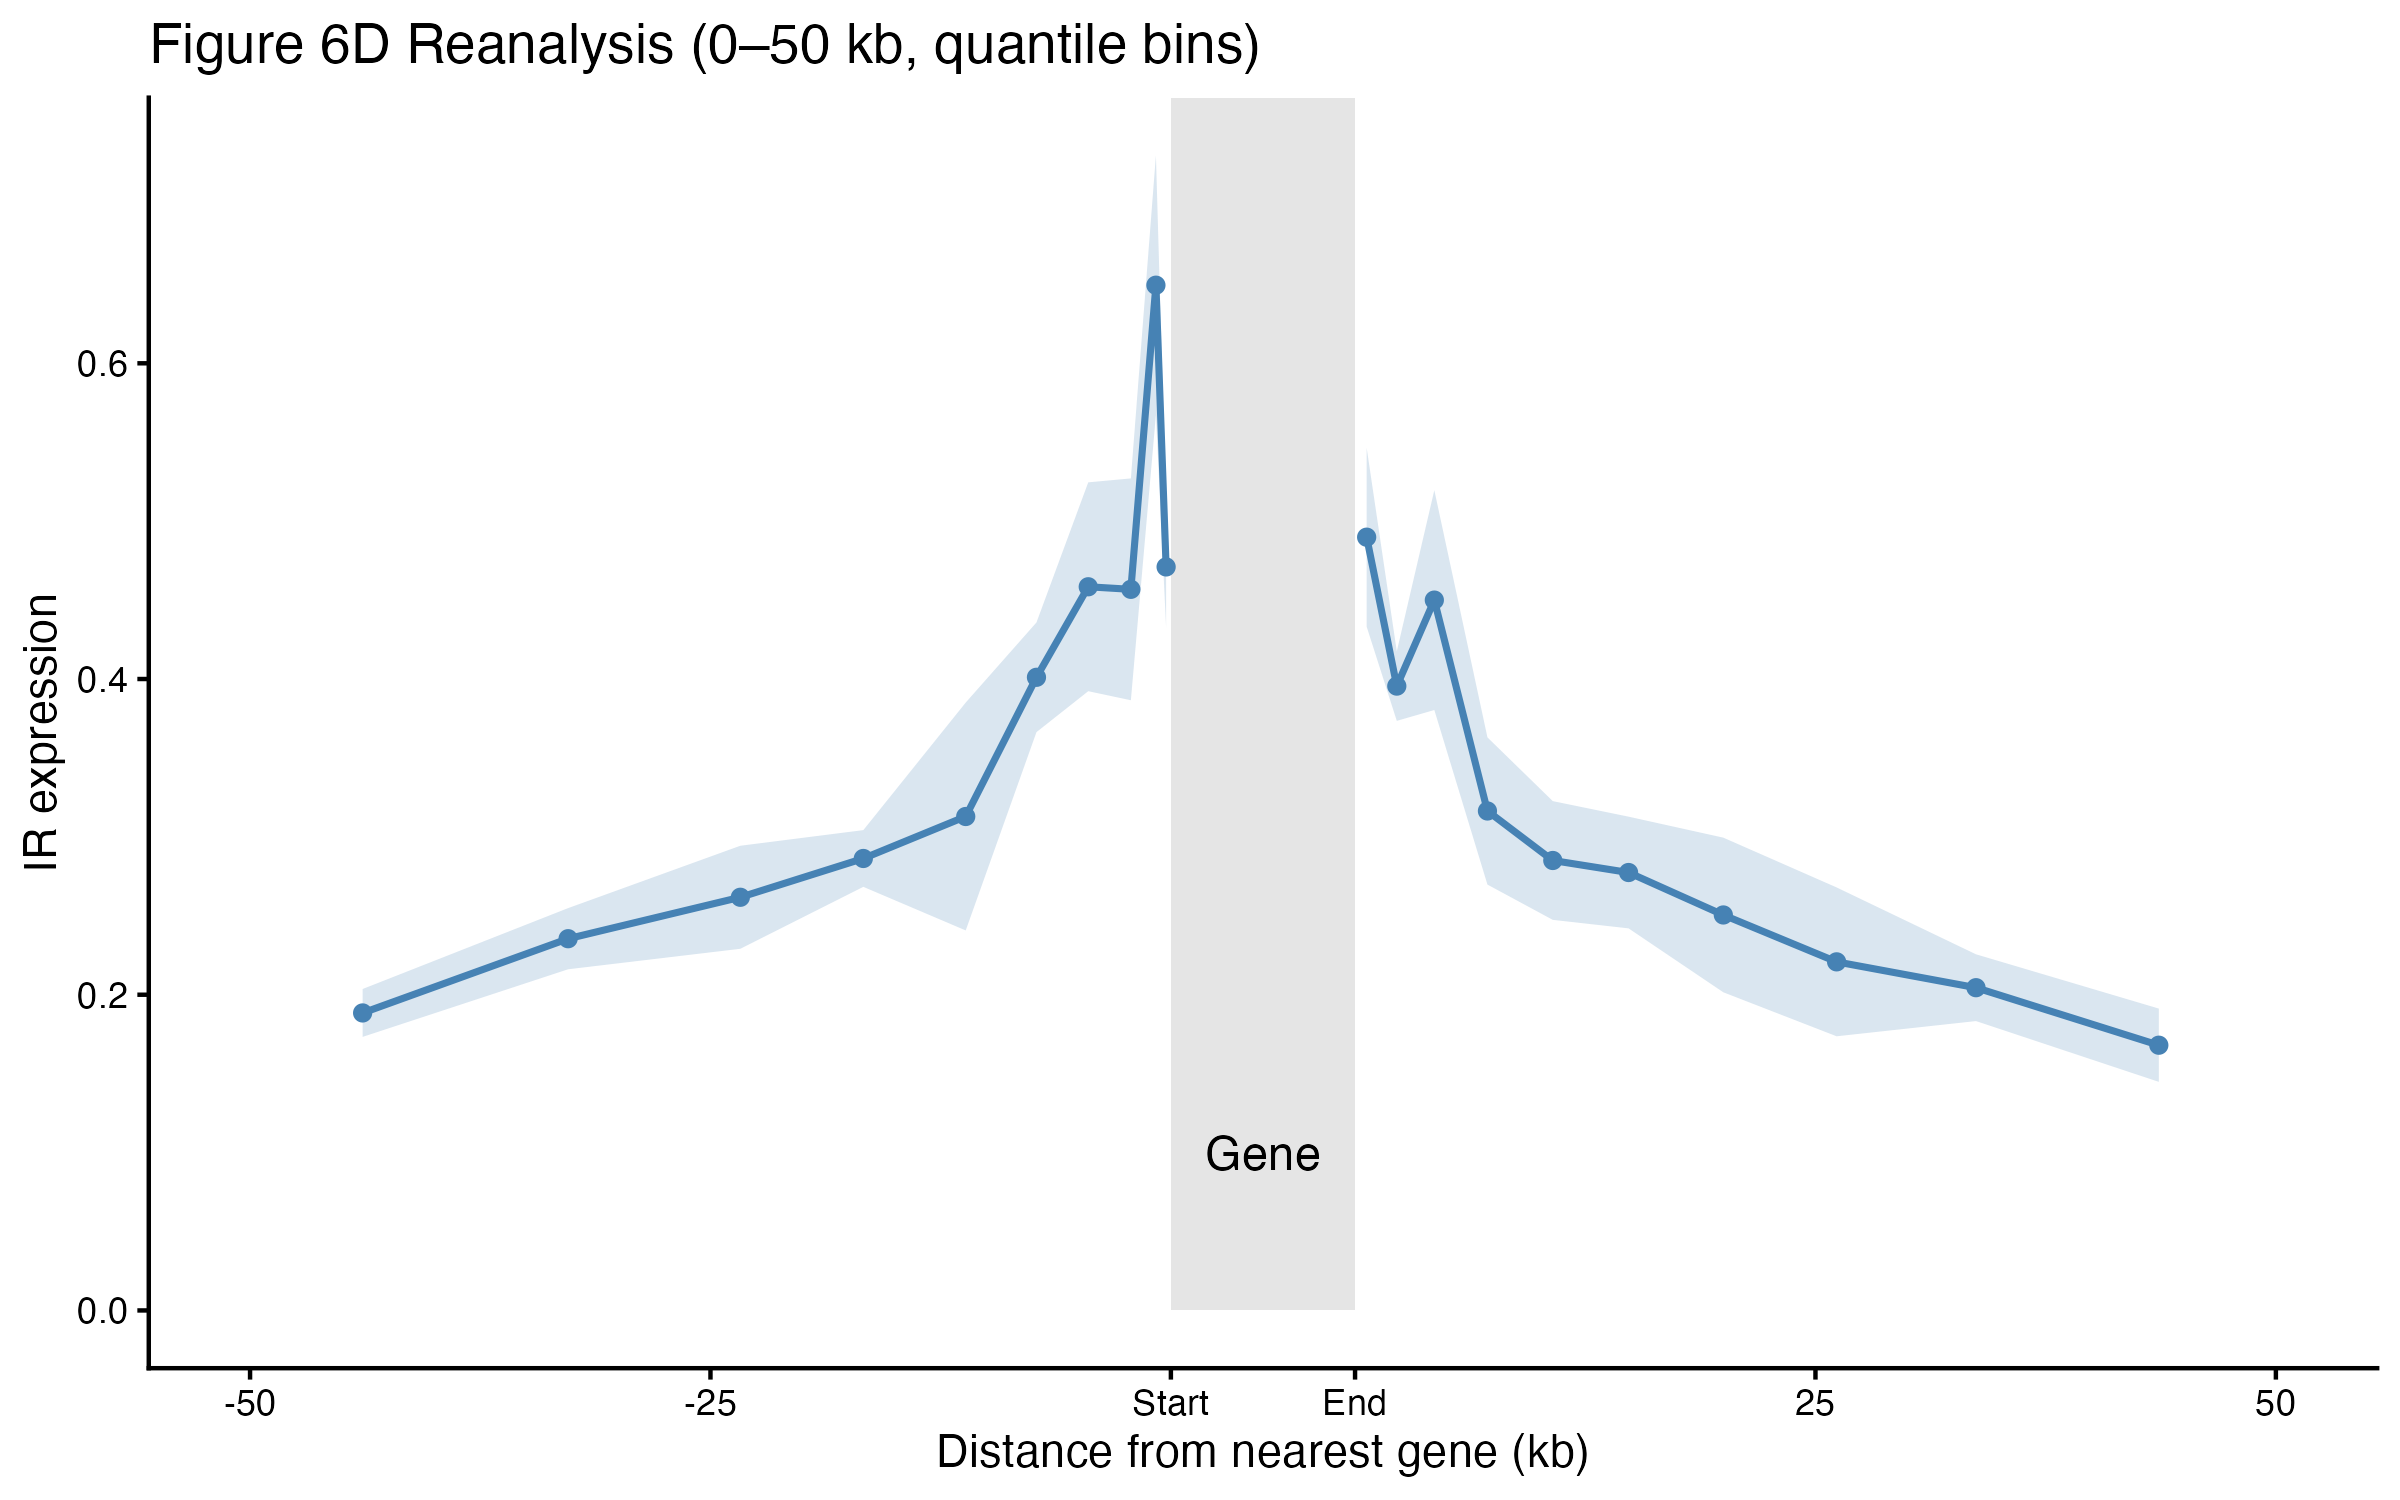 Figure 6D Reanalysis (0–50 kb, quantile bins)
IR expression
0.6
0.4
0.2
0.0
Gene
-50
-25
Start
End
25
50
Distance from nearest gene (kb)